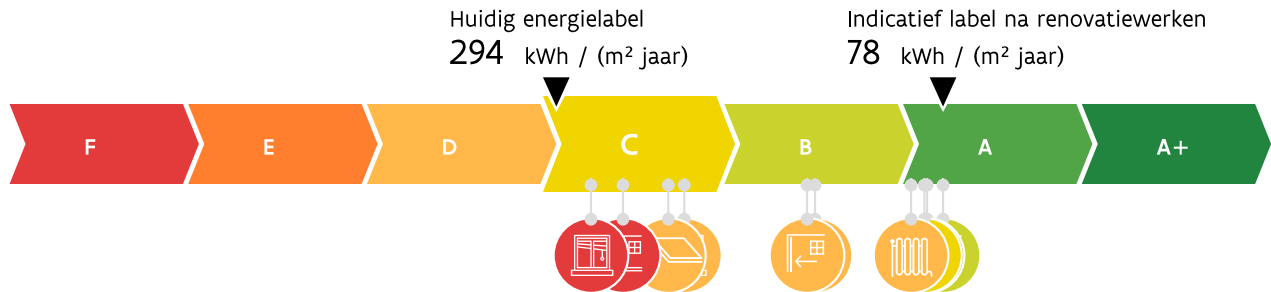 Huidig energielabel
294 kWh / (m² jaar)
Indicatief label na renovatiewerken
78 kWh / (m² jaar)
F E D C B A A+